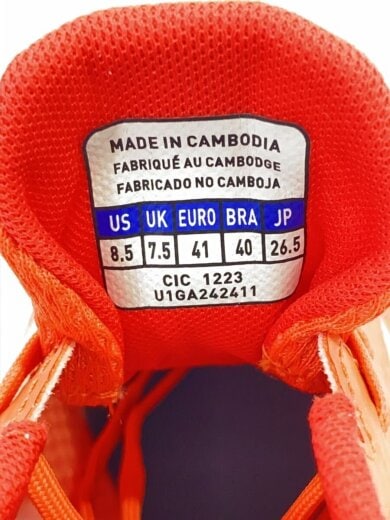 MADE IN CAMBODIA
FABRIQUÉ AU CAMBODGE
FABRICADO NO CAMBOJA
US UK EURO BRA JP
8.5 7.5 41 40 26.5
CIC 1223
U1GA242411